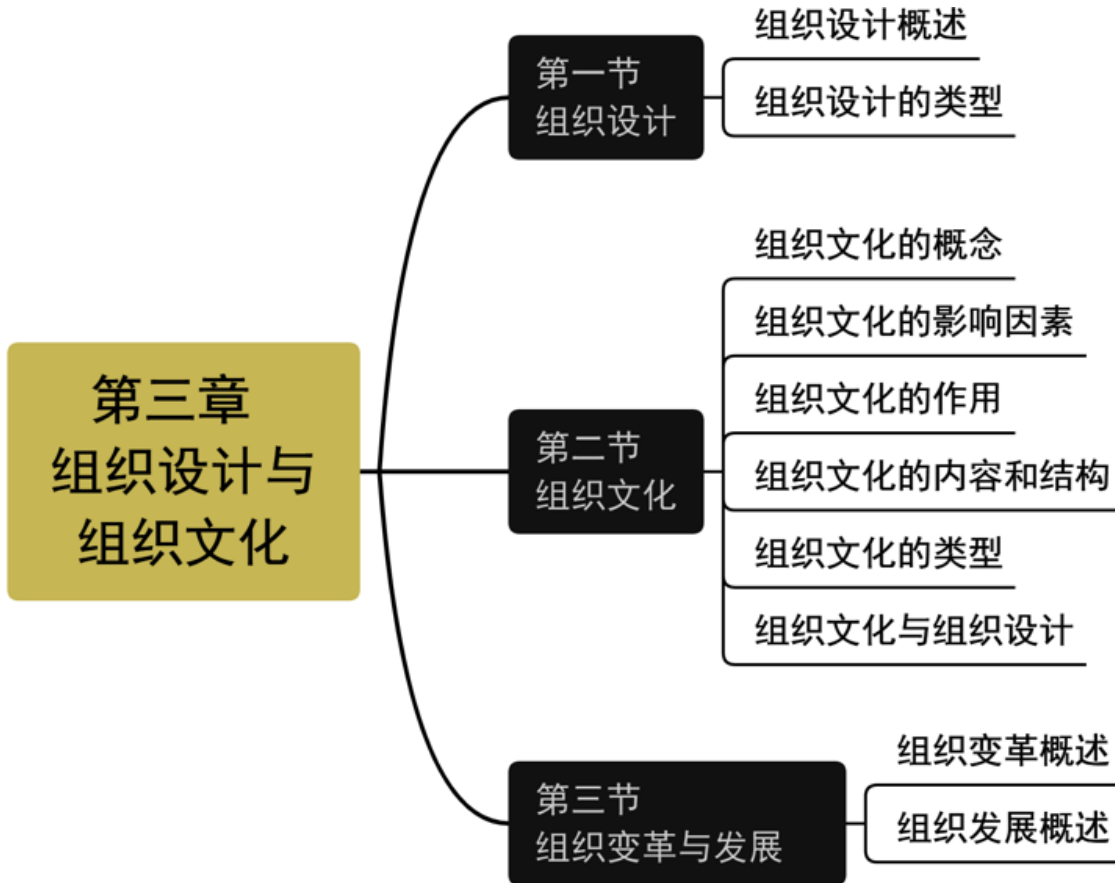 第三章
组织设计与
组织文化
第一节
组织设计
组织设计概述
组织设计的类型
第二节
组织文化
组织文化的概念
组织文化的影响因素
组织文化的作用
组织文化的内容和结构
组织文化的类型
组织文化与组织设计
第三节
组织变革与发展
组织变革概述
组织发展概述